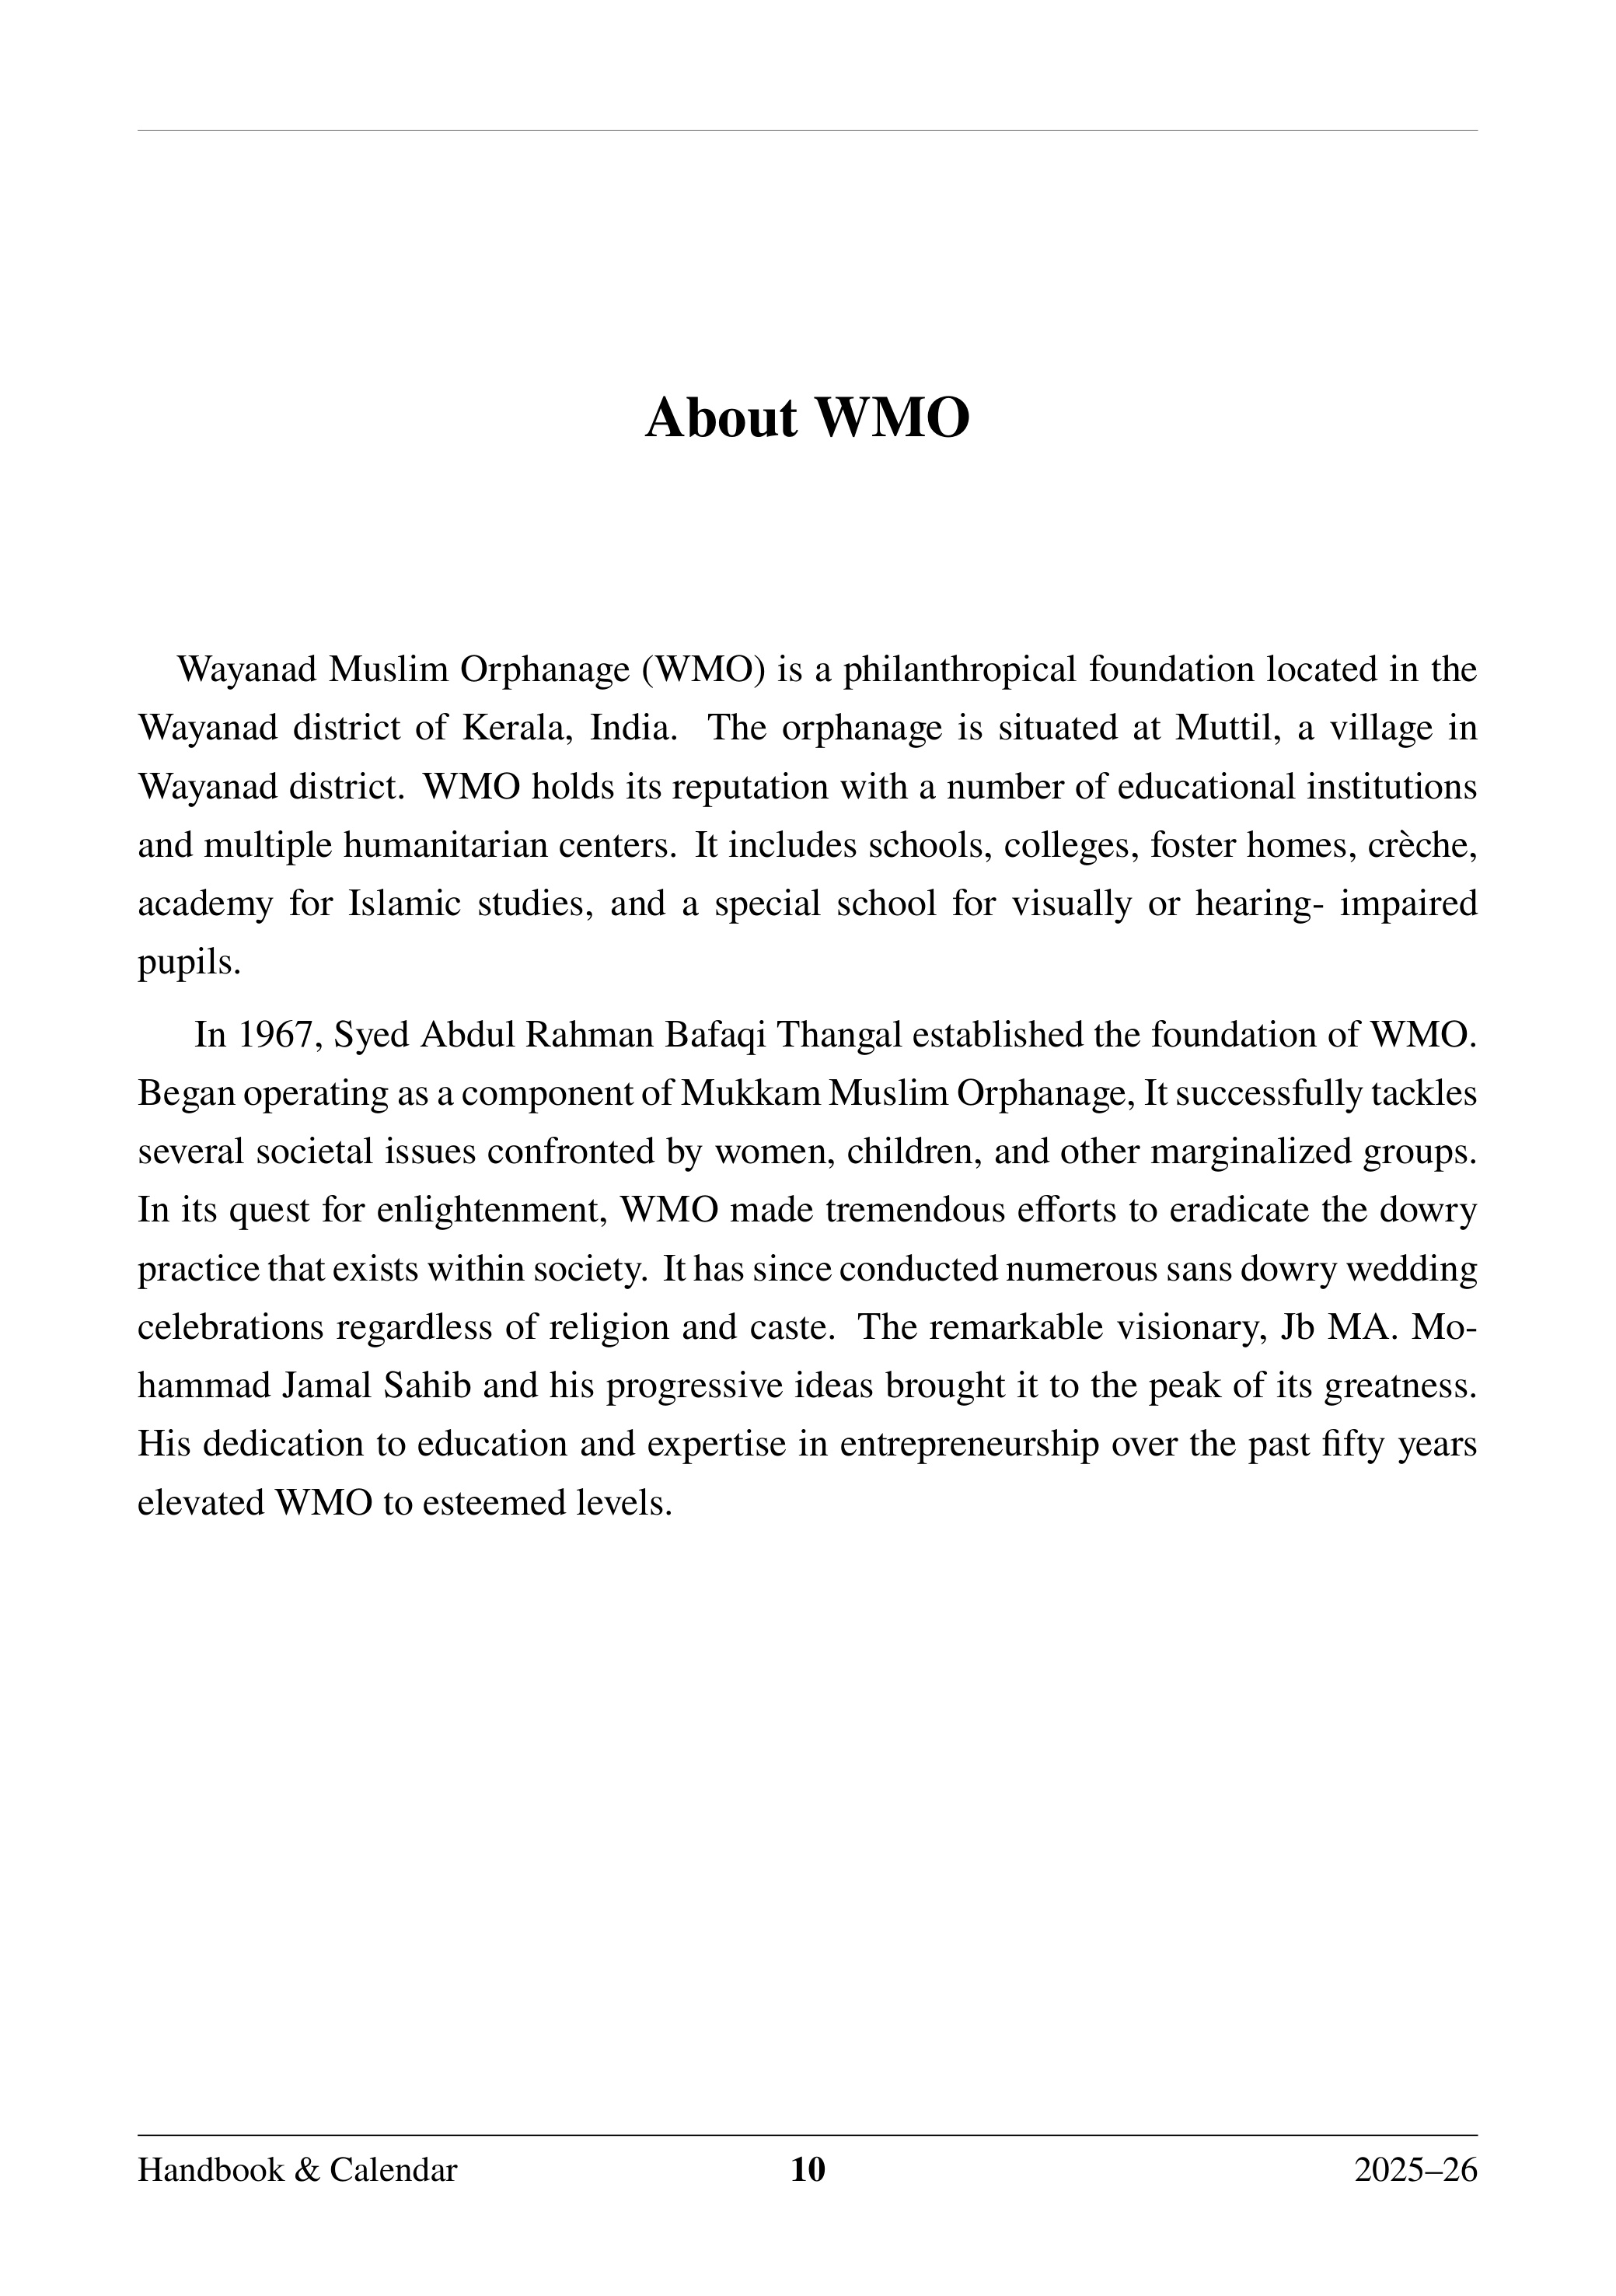 About WMO
Wayanad Muslim Orphanage (WMO) is a philanthropical foundation located in the
Wayanad district of Kerala, India. The orphanage is situated at Muttil, a village in
Wayanad district. WMO holds its reputation with a number of educational institutions
and multiple humanitarian centers. It includes schools, colleges, foster homes, crèche,
academy for Islamic studies, and a special school for visually or hearing- impaired
pupils.
In 1967, Syed Abdul Rahman Bafaqi Thangal established the foundation of WMO.
Began operating as a component of Mukkam Muslim Orphanage, It successfully tackles
several societal issues confronted by women, children, and other marginalized groups.
In its quest for enlightenment, WMO made tremendous efforts to eradicate the dowry
practice that exists within society. It has since conducted numerous sans dowry wedding
celebrations regardless of religion and caste. The remarkable visionary, Jb MA. Mo-
hammad Jamal Sahib and his progressive ideas brought it to the peak of its greatness.
His dedication to education and expertise in entrepreneurship over the past fifty years
elevated WMO to esteemed levels.
Handbook & Calendar 10 2025–26